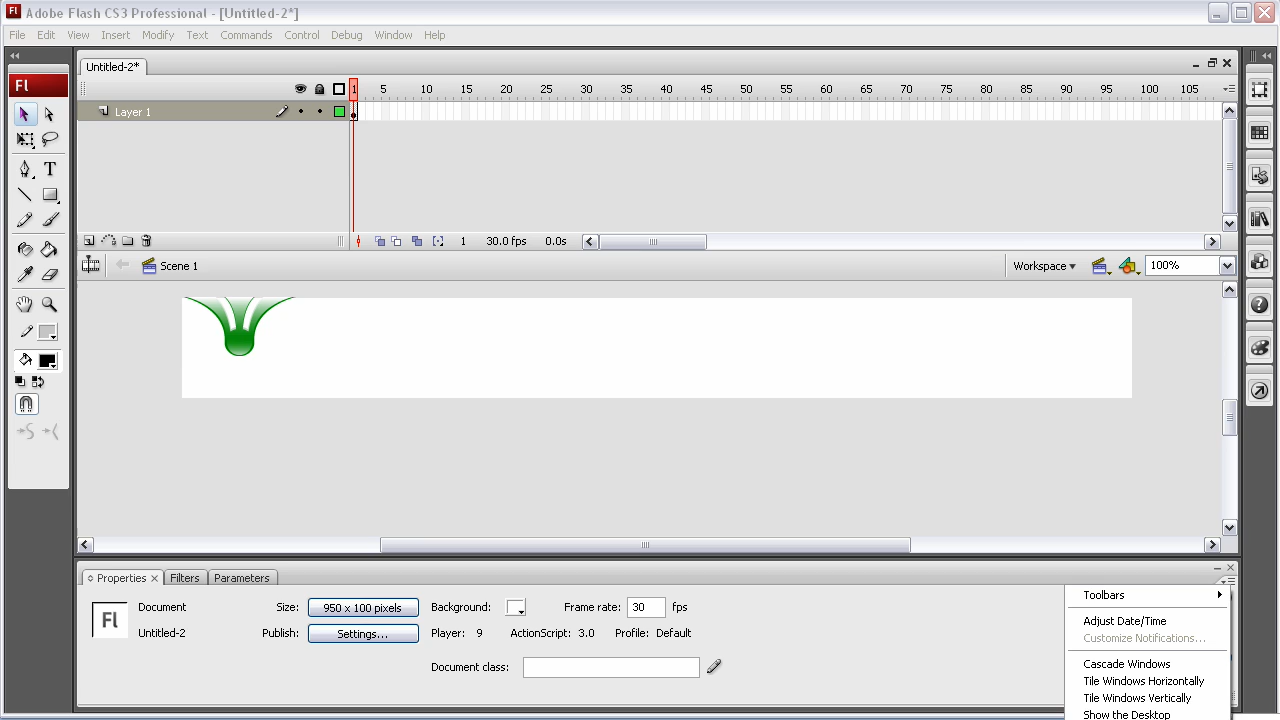 Adobe Flash CS3 Professional - [Untitled-2*]
File Edit View Insert Modify Text Commands Control Debug Window Help
Untitled-2*
Fl
1 5 10 15 20 25 30 35 40 45 50 55 60 65 70 75 80 85 90 95 100 105
Layer 1
T
1 30.0 fps 0.0s
Scene 1 Workspace 100%
Properties Filters Parameters
Fl
Document Size: 950 x 100 pixels Background: Frame rate: 30 fps
Untitled-2 Publish: Settings... Player: 9 ActionScript: 3.0 Profile: Default
Document class:
Toolbars
Adjust Date/Time
Customize Notifications...
Cascade Windows
Tile Windows Horizontally
Tile Windows Vertically
Show the Desktop